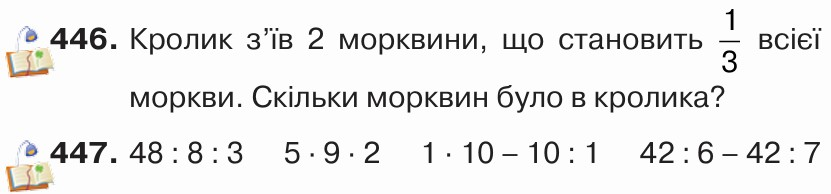 446. Кролик з’їв 2 морквини, що становить 1/3 всієї
моркви. Скільки морквин було в кролика?
447. 48 : 8 : 3 5 · 9 · 2 1 · 10 – 10 : 1 42 : 6 – 42 : 7